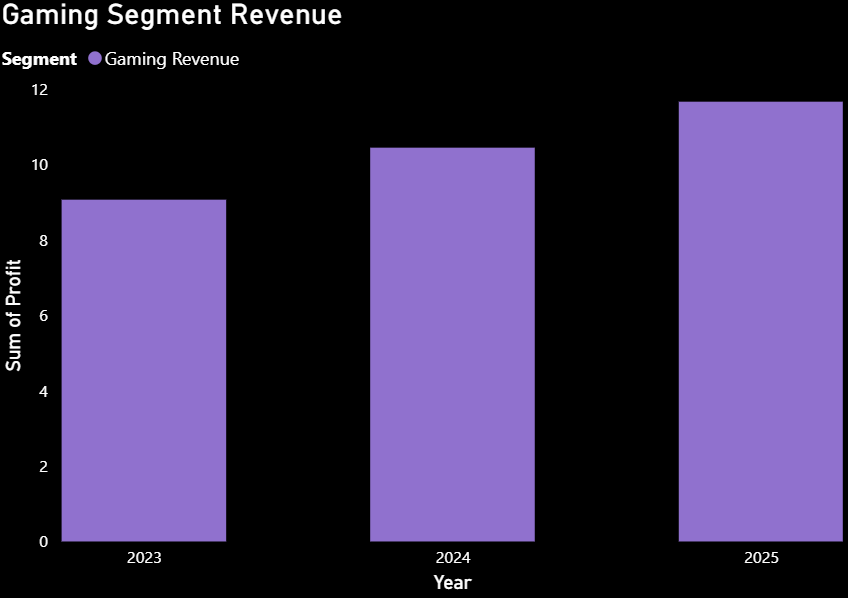 Gaming Segment Revenue
Segment Gaming Revenue
12
10
8
6
4
2
0
Sum of Profit
2023 2024 2025
Year